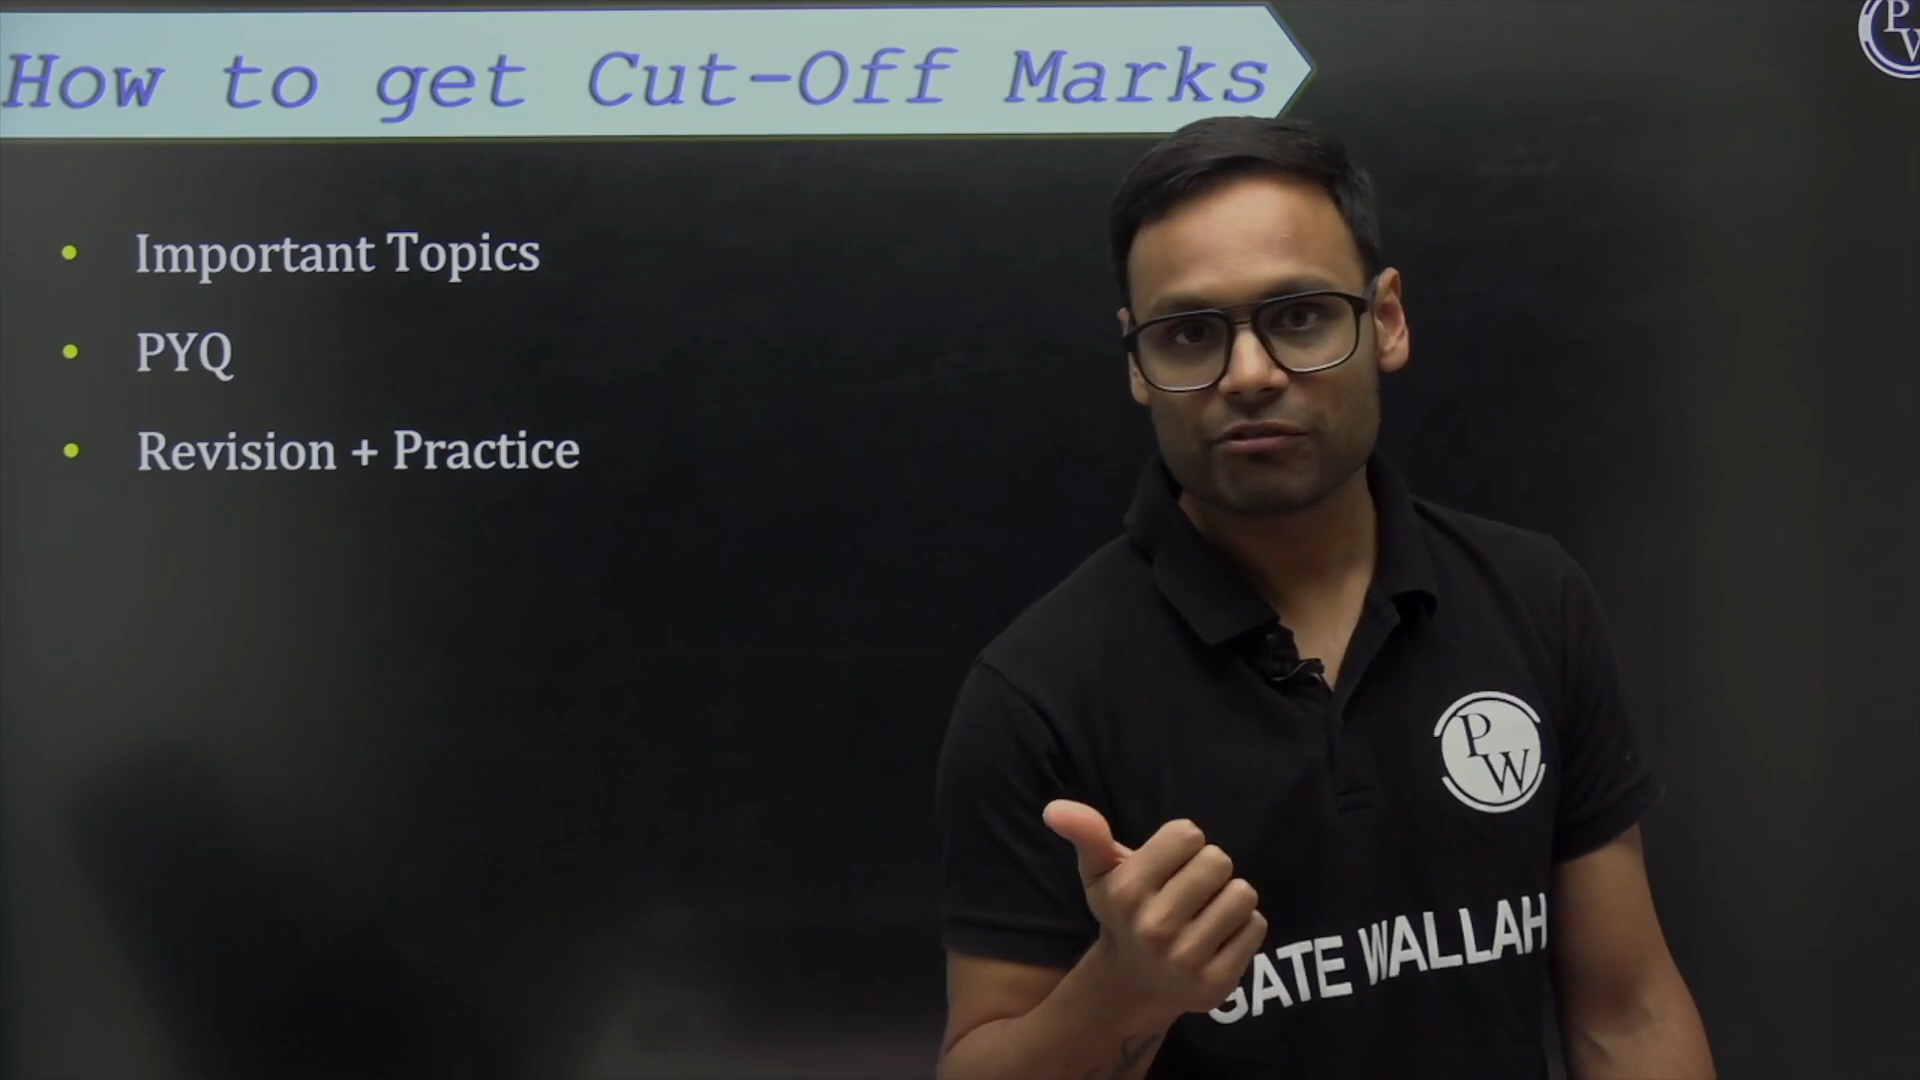 How to get Cut-Off Marks
• Important Topics
• PYQ
• Revision + Practice
PW
PW
GATE WALLAH